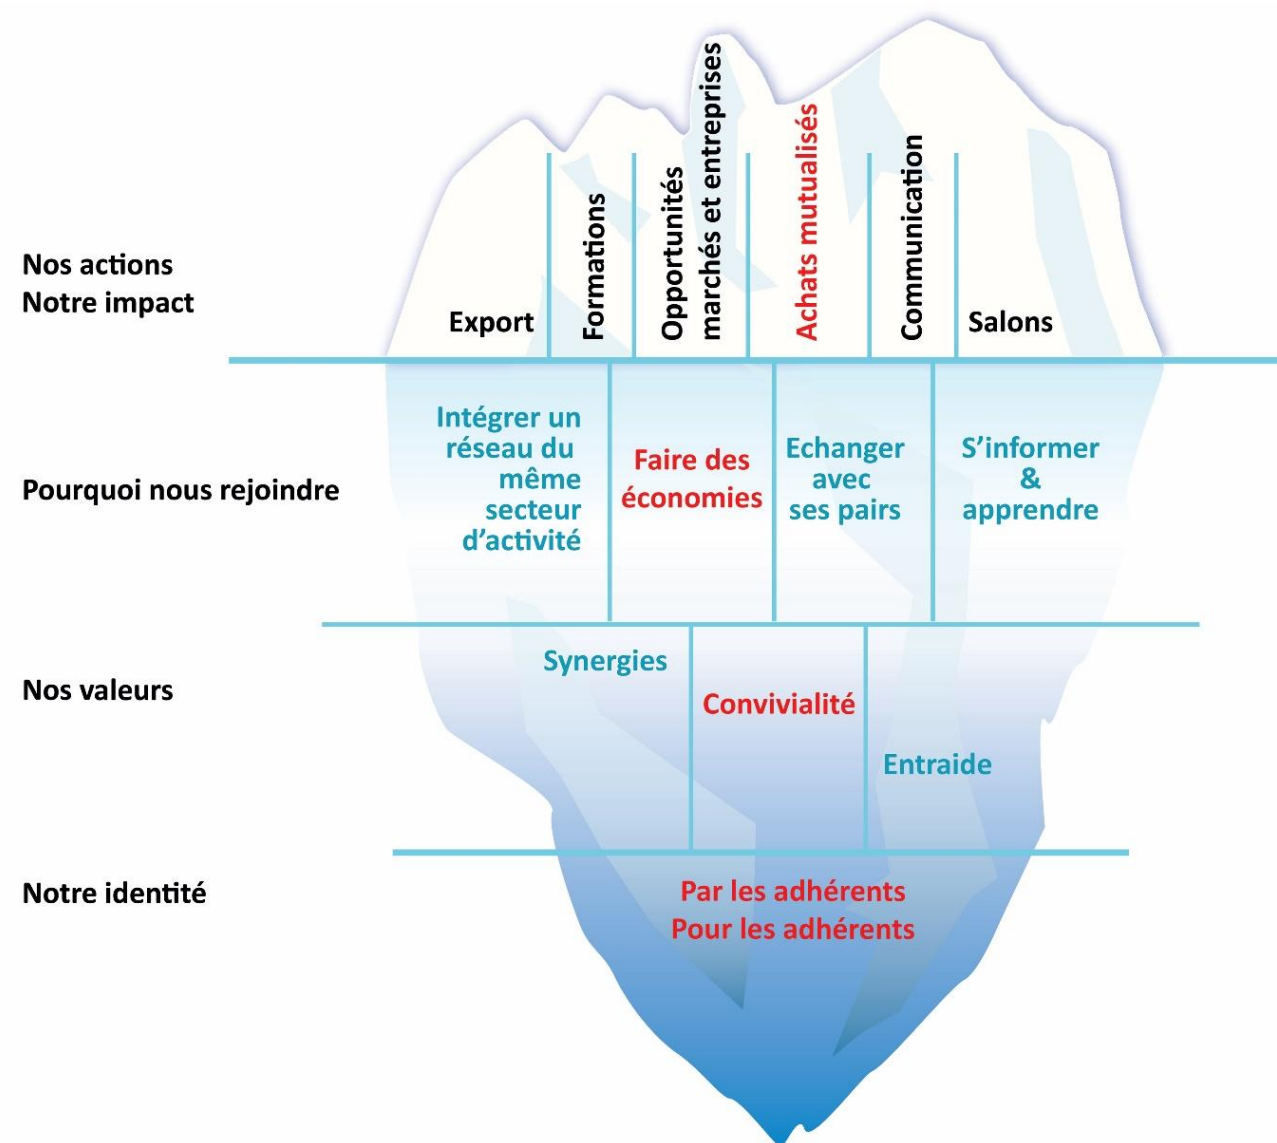 Nos actions
Notre impact
Export
Formations
Opportunités
marchés et entreprises
Achats mutualisés
Communication
Salons
Pourquoi nous rejoindre
Intégrer un
réseau du
même
secteur
d’activité
Faire des
économies
Echanger
avec
ses pairs
S’informer
&
apprendre
Nos valeurs
Synergies
Convivialité
Entraide
Notre identité
Par les adhérents
Pour les adhérents